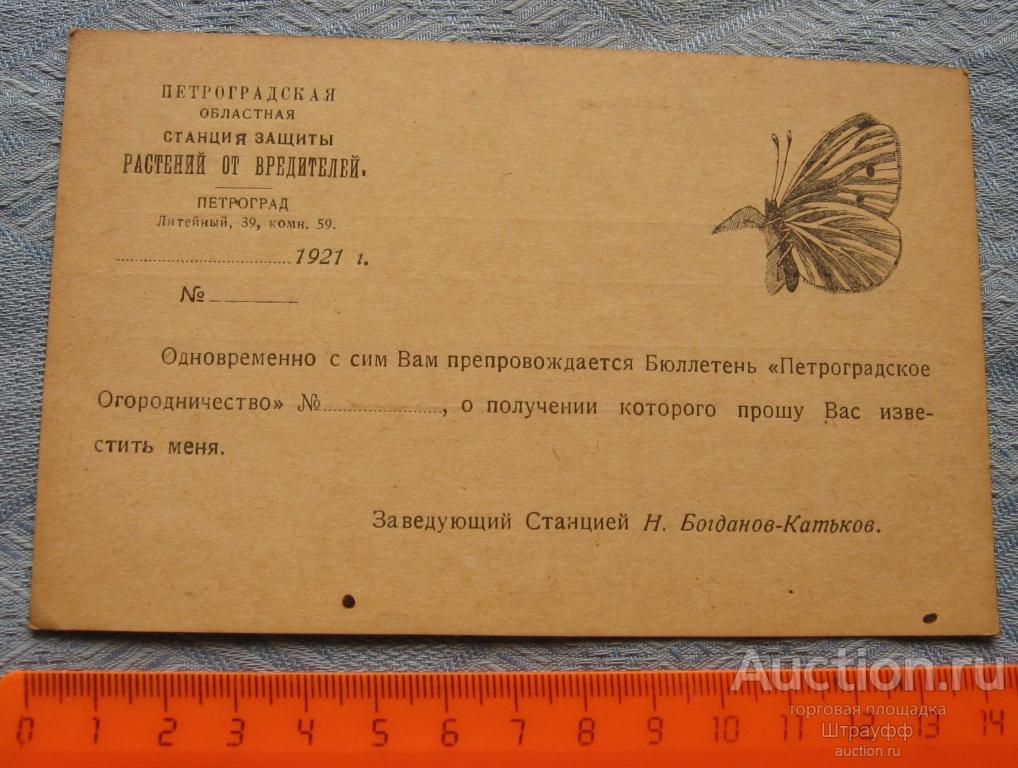 ПЕТРОГРАДСКАЯ
ОБЛАСТНАЯ
СТАНЦИЯ ЗАЩИТЫ
РАСТЕНИЙ ОТ ВРЕДИТЕЛЕЙ.
ПЕТРОГРАД
Литейный, 39, комн. 59.
1921 г.
№
Одновременно с сим Вам препровождается Бюллетень «Петроградское
Огородничество» №, о получении которого прошу Вас изве-
стить меня.
Заведующий Станцией Н. Богданов-Катьков.
0 1 2 3 4 5 6 7 8 9 10 11 12 13 14
Auction.ru
торговая площадка
Штрауфф
auction.ru